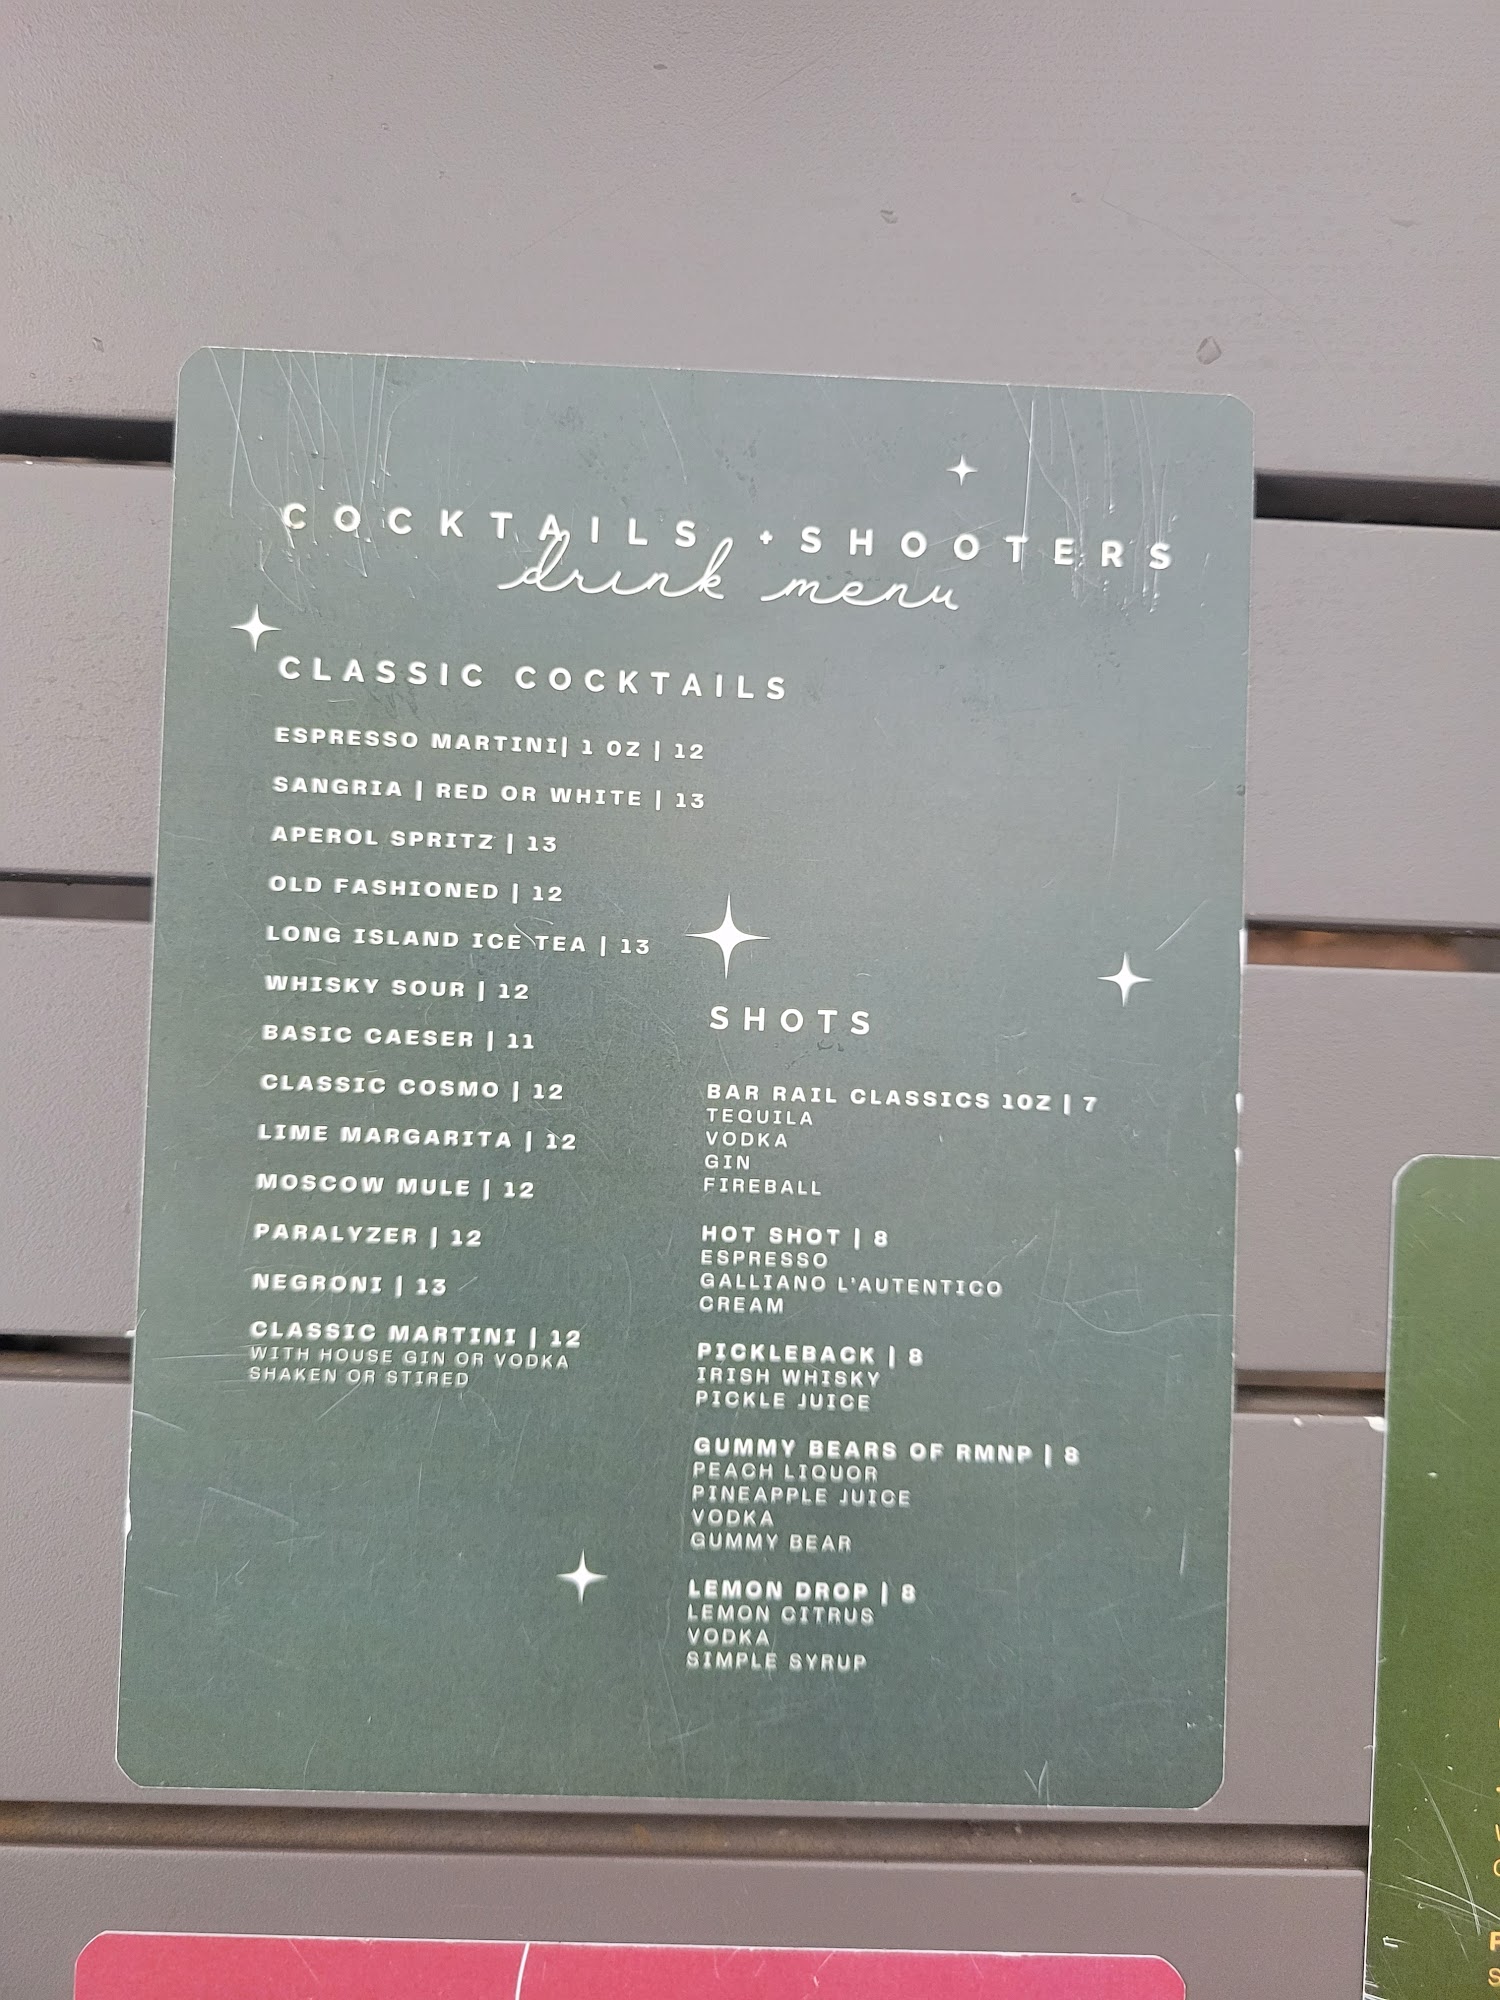 COCKTAILS + SHOOTERS
drink menu
CLASSIC COCKTAILS
ESPRESSO MARTINI| 1 OZ | 12
SANGRIA | RED OR WHITE | 13
APEROL SPRITZ | 13
OLD FASHIONED | 12
LONG ISLAND ICE TEA | 13
WHISKY SOUR | 12
BASIC CAESER | 11
CLASSIC COSMO | 12
LIME MARGARITA | 12
MOSCOW MULE | 12
PARALYZER | 12
NEGRONI | 13
CLASSIC MARTINI | 12
WITH HOUSE GIN OR VODKA
SHAKEN OR STIRED
SHOTS
BAR RAIL CLASSICS 1OZ | 7
TEQUILA
VODKA
GIN
FIREBALL
HOT SHOT | 8
ESPRESSO
GALLIANO L'AUTENTICO
CREAM
PICKLEBACK | 8
IRISH WHISKY
PICKLE JUICE
GUMMY BEARS OF RMNP | 8
PEACH LIQUOR
PINEAPPLE JUICE
VODKA
GUMMY BEAR
LEMON DROP | 8
LEMON CITRUS
VODKA
SIMPLE SYRUP